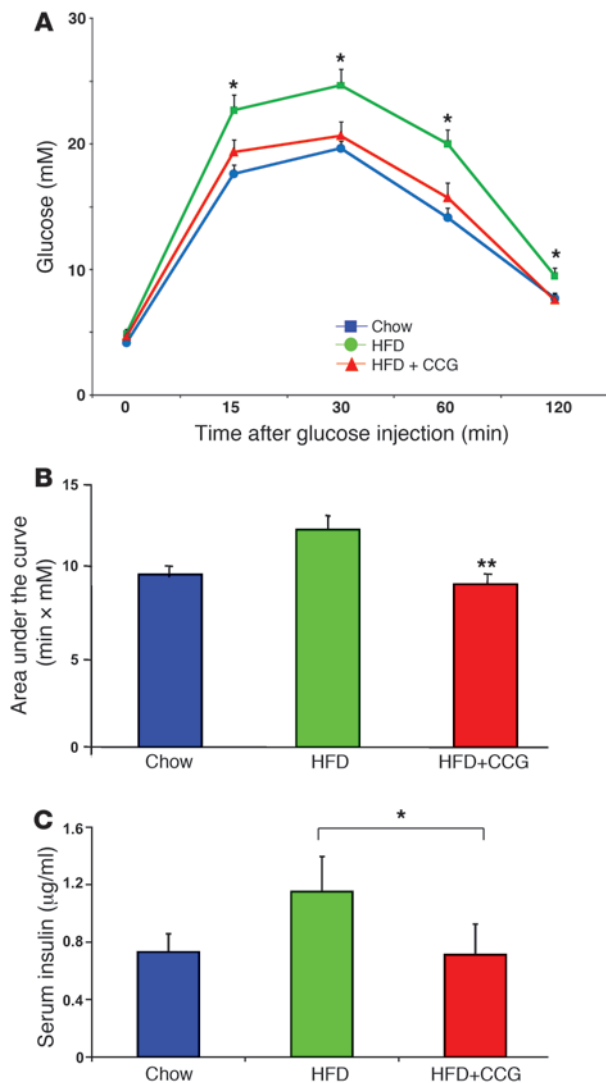 A
30
20
10
0
Glucose (mM)
*
*
*
*
Chow
HFD
HFD + CCG
0 15 30 60 120
Time after glucose injection (min)
B
15
10
5
0
Area under the curve
(min × mM)
**
Chow HFD HFD+CCG
C
1.6
1.2
0.8
0.4
0
Serum insulin (μg/ml)
*
Chow HFD HFD+CCG